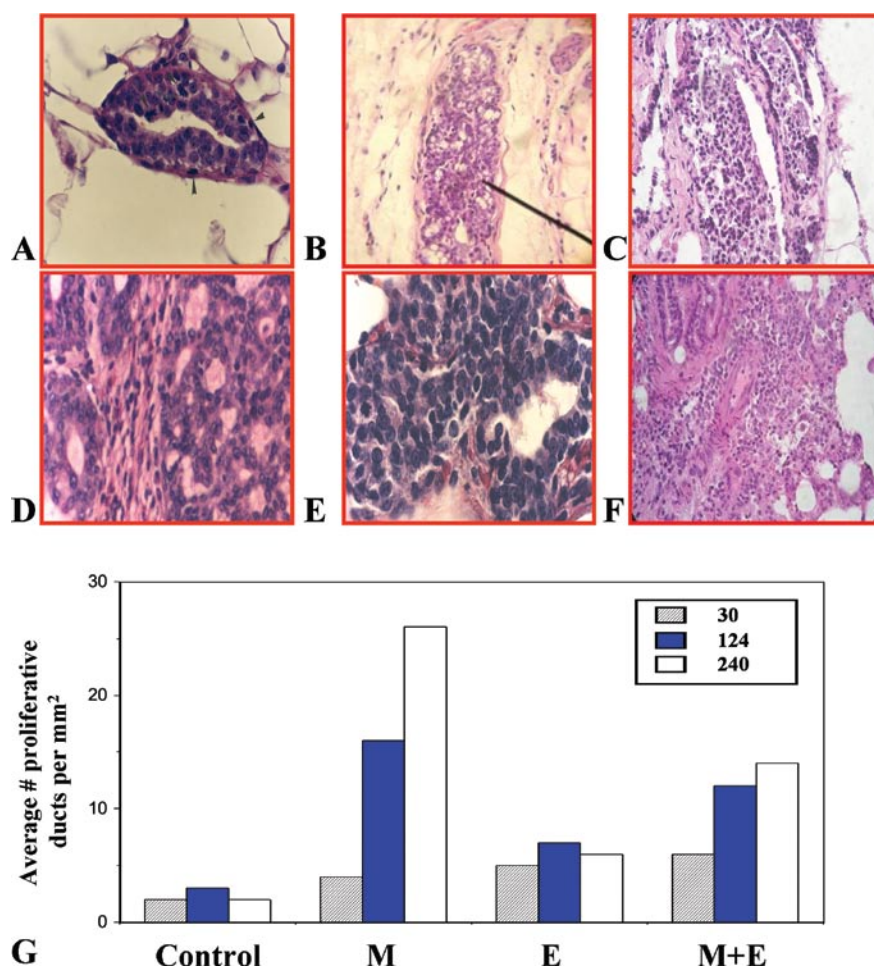 A
B
C
D
E
F
30
30
124
240
20
10
0
Average # proliferative
ducts per mm²
Control
M
E
M+E
G